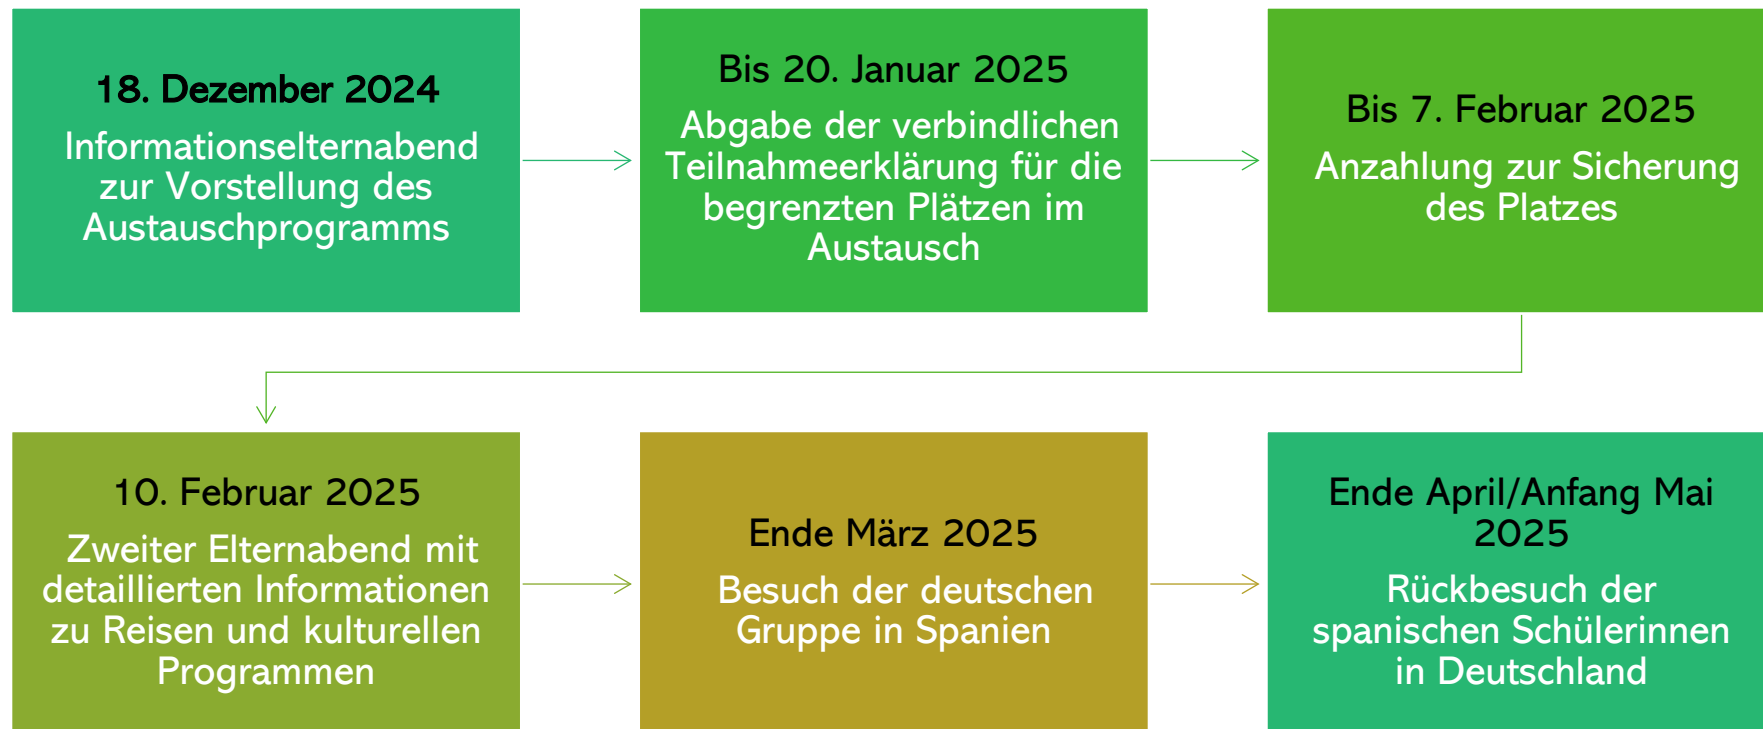 18. Dezember 2024
Informationselternabend
zur Vorstellung des
Austauschprogramms
Bis 20. Januar 2025
Abgabe der verbindlichen
Teilnahmeerklärung für die
begrenzten Plätzen im
Austausch
Bis 7. Februar 2025
Anzahlung zur Sicherung
des Platzes
10. Februar 2025
Zweiter Elternabend mit
detaillierten Informationen
zu Reisen und kulturellen
Programmen
Ende März 2025
Besuch der deutschen
Gruppe in Spanien
Ende April/Anfang Mai
2025
Rückbesuch der
spanischen Schülerinnen
in Deutschland